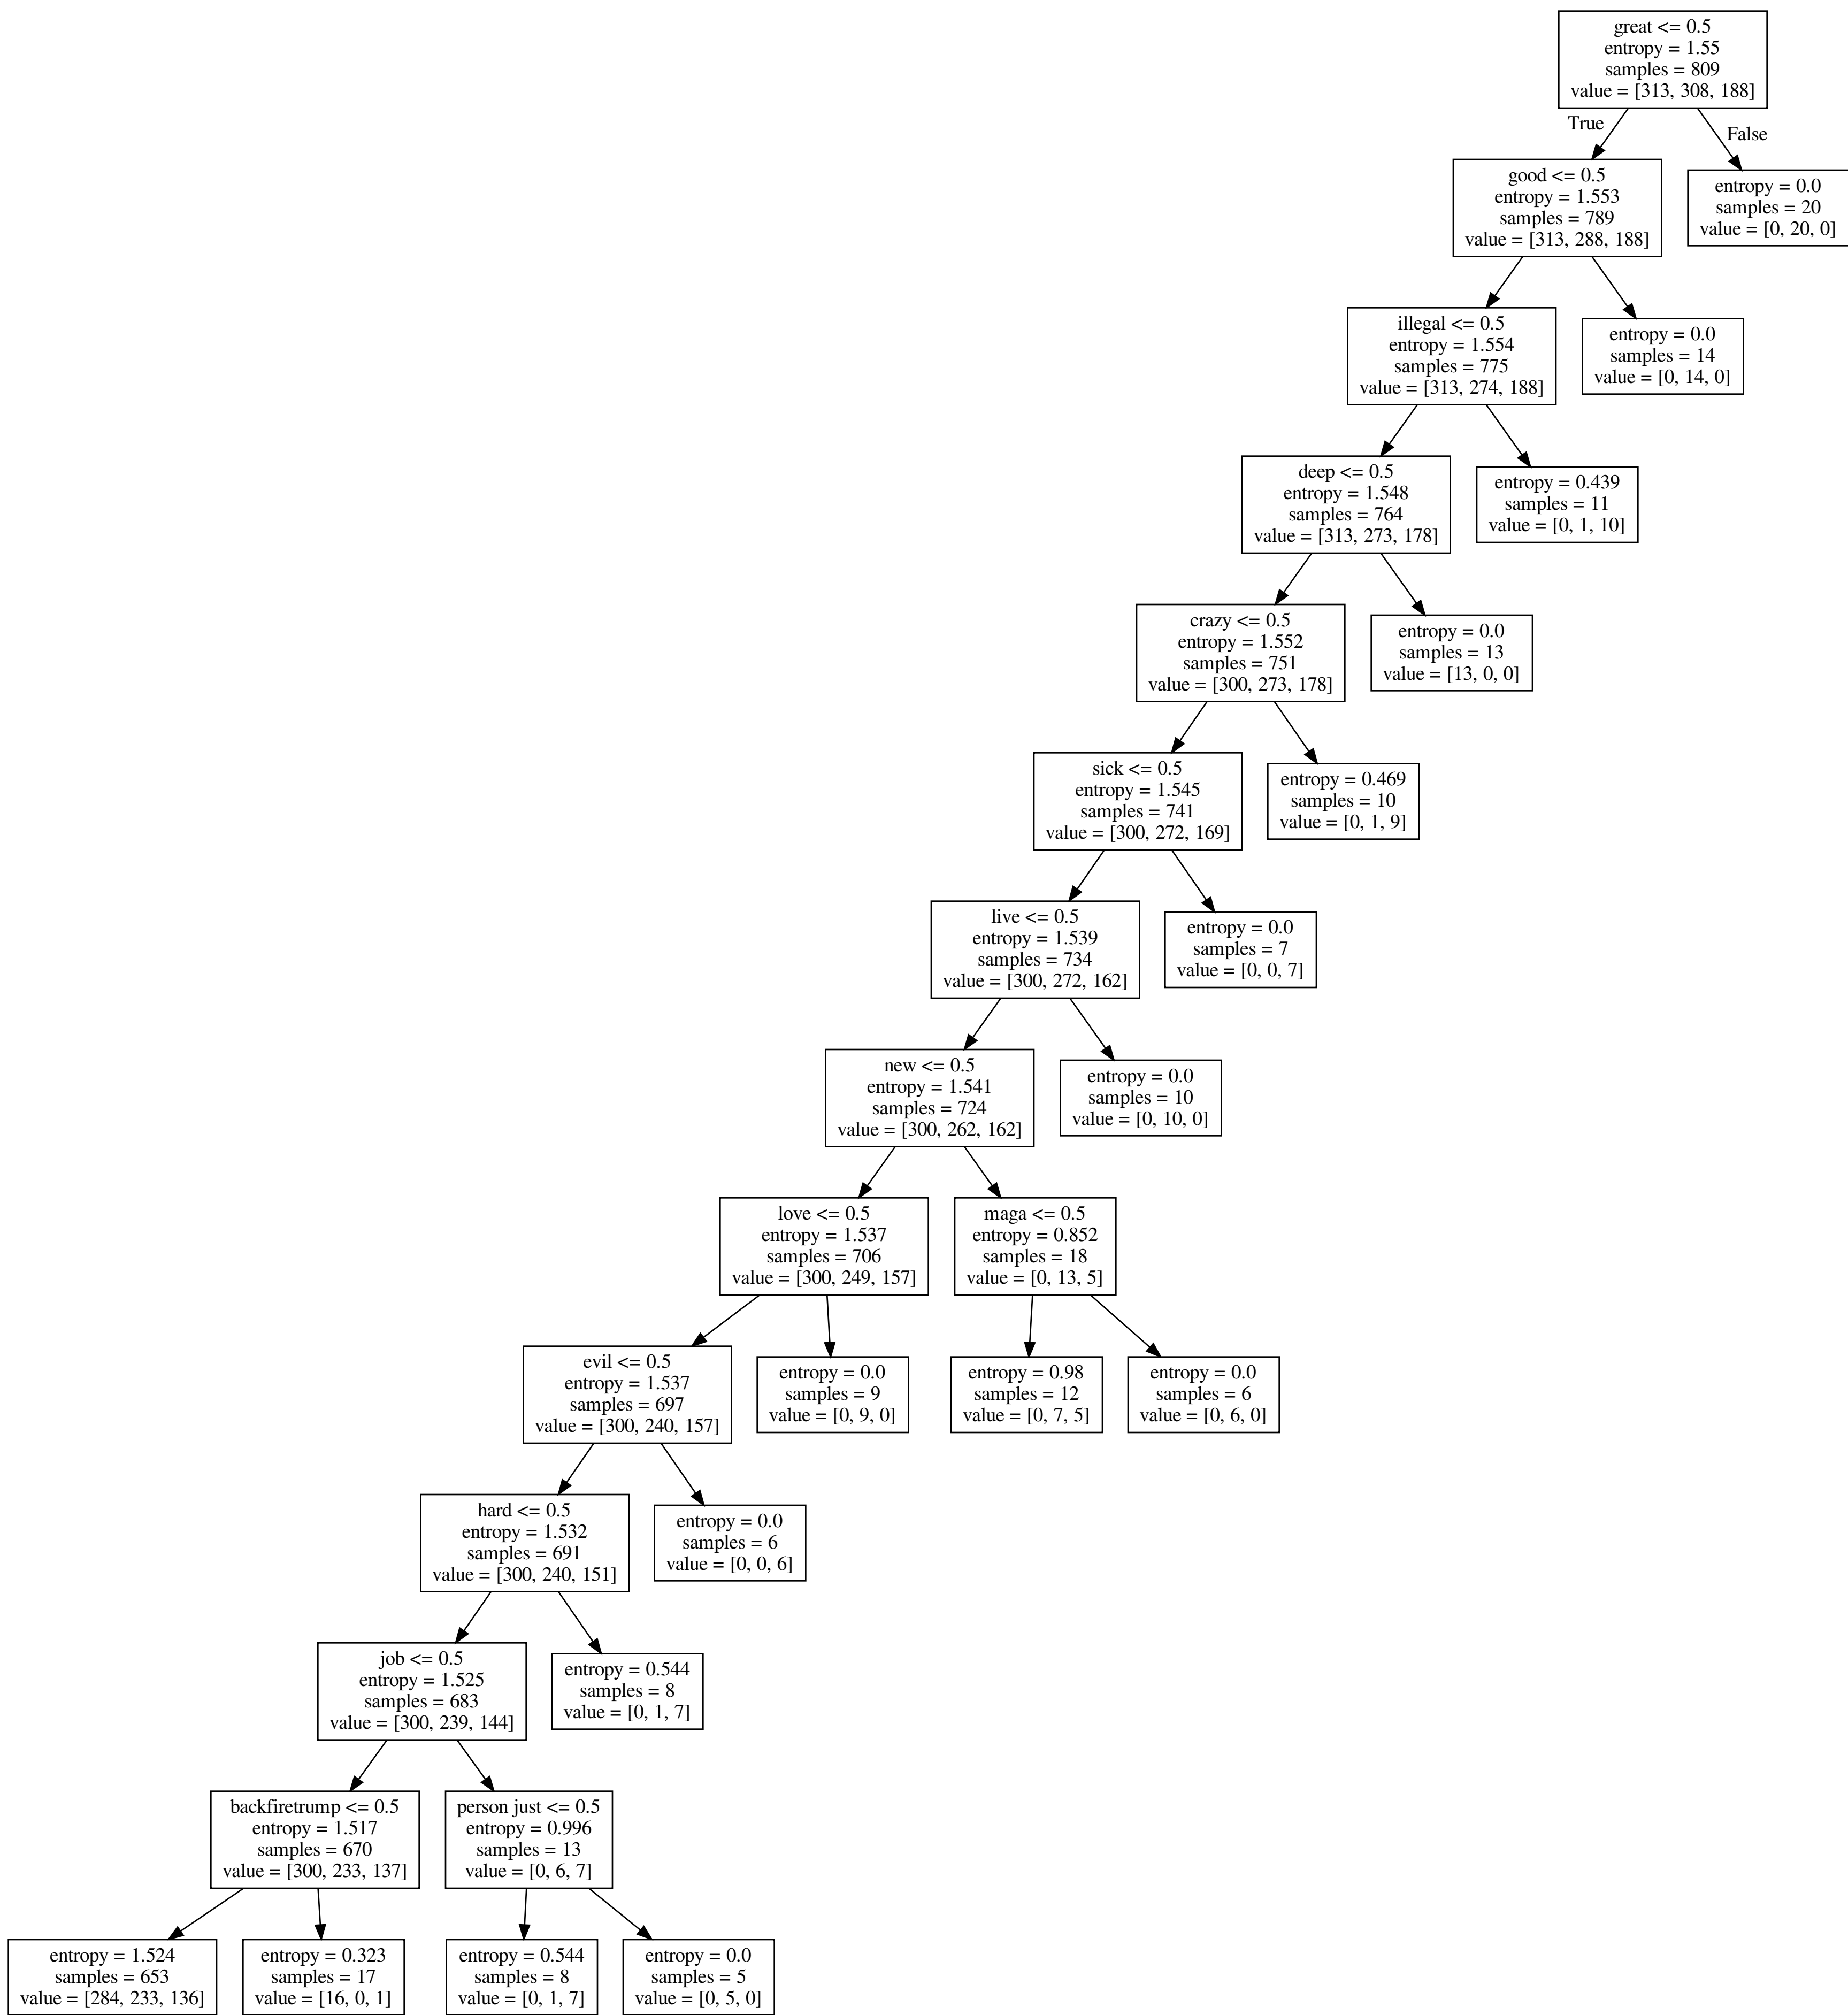 great <= 0.5
entropy = 1.55
samples = 809
value = [313, 308, 188]
True
False
good <= 0.5
entropy = 1.553
samples = 789
value = [313, 288, 188]
entropy = 0.0
samples = 20
value = [0, 20, 0]
illegal <= 0.5
entropy = 1.554
samples = 775
value = [313, 274, 188]
entropy = 0.0
samples = 14
value = [0, 14, 0]
deep <= 0.5
entropy = 1.548
samples = 764
value = [313, 273, 178]
entropy = 0.439
samples = 11
value = [0, 1, 10]
crazy <= 0.5
entropy = 1.552
samples = 751
value = [300, 273, 178]
entropy = 0.0
samples = 13
value = [13, 0, 0]
sick <= 0.5
entropy = 1.545
samples = 741
value = [300, 272, 169]
entropy = 0.469
samples = 10
value = [0, 1, 9]
live <= 0.5
entropy = 1.539
samples = 734
value = [300, 272, 162]
entropy = 0.0
samples = 7
value = [0, 0, 7]
new <= 0.5
entropy = 1.541
samples = 724
value = [300, 262, 162]
entropy = 0.0
samples = 10
value = [0, 10, 0]
love <= 0.5
entropy = 1.537
samples = 706
value = [300, 249, 157]
maga <= 0.5
entropy = 0.852
samples = 18
value = [0, 13, 5]
evil <= 0.5
entropy = 1.537
samples = 697
value = [300, 240, 157]
entropy = 0.0
samples = 9
value = [0, 9, 0]
entropy = 0.98
samples = 12
value = [0, 7, 5]
entropy = 0.0
samples = 6
value = [0, 6, 0]
hard <= 0.5
entropy = 1.532
samples = 691
value = [300, 240, 151]
entropy = 0.0
samples = 6
value = [0, 0, 6]
job <= 0.5
entropy = 1.525
samples = 683
value = [300, 239, 144]
entropy = 0.544
samples = 8
value = [0, 1, 7]
backfiretrump <= 0.5
entropy = 1.517
samples = 670
value = [300, 233, 137]
person just <= 0.5
entropy = 0.996
samples = 13
value = [0, 6, 7]
entropy = 1.524
samples = 653
value = [284, 233, 136]
entropy = 0.323
samples = 17
value = [16, 0, 1]
entropy = 0.544
samples = 8
value = [0, 1, 7]
entropy = 0.0
samples = 5
value = [0, 5, 0]